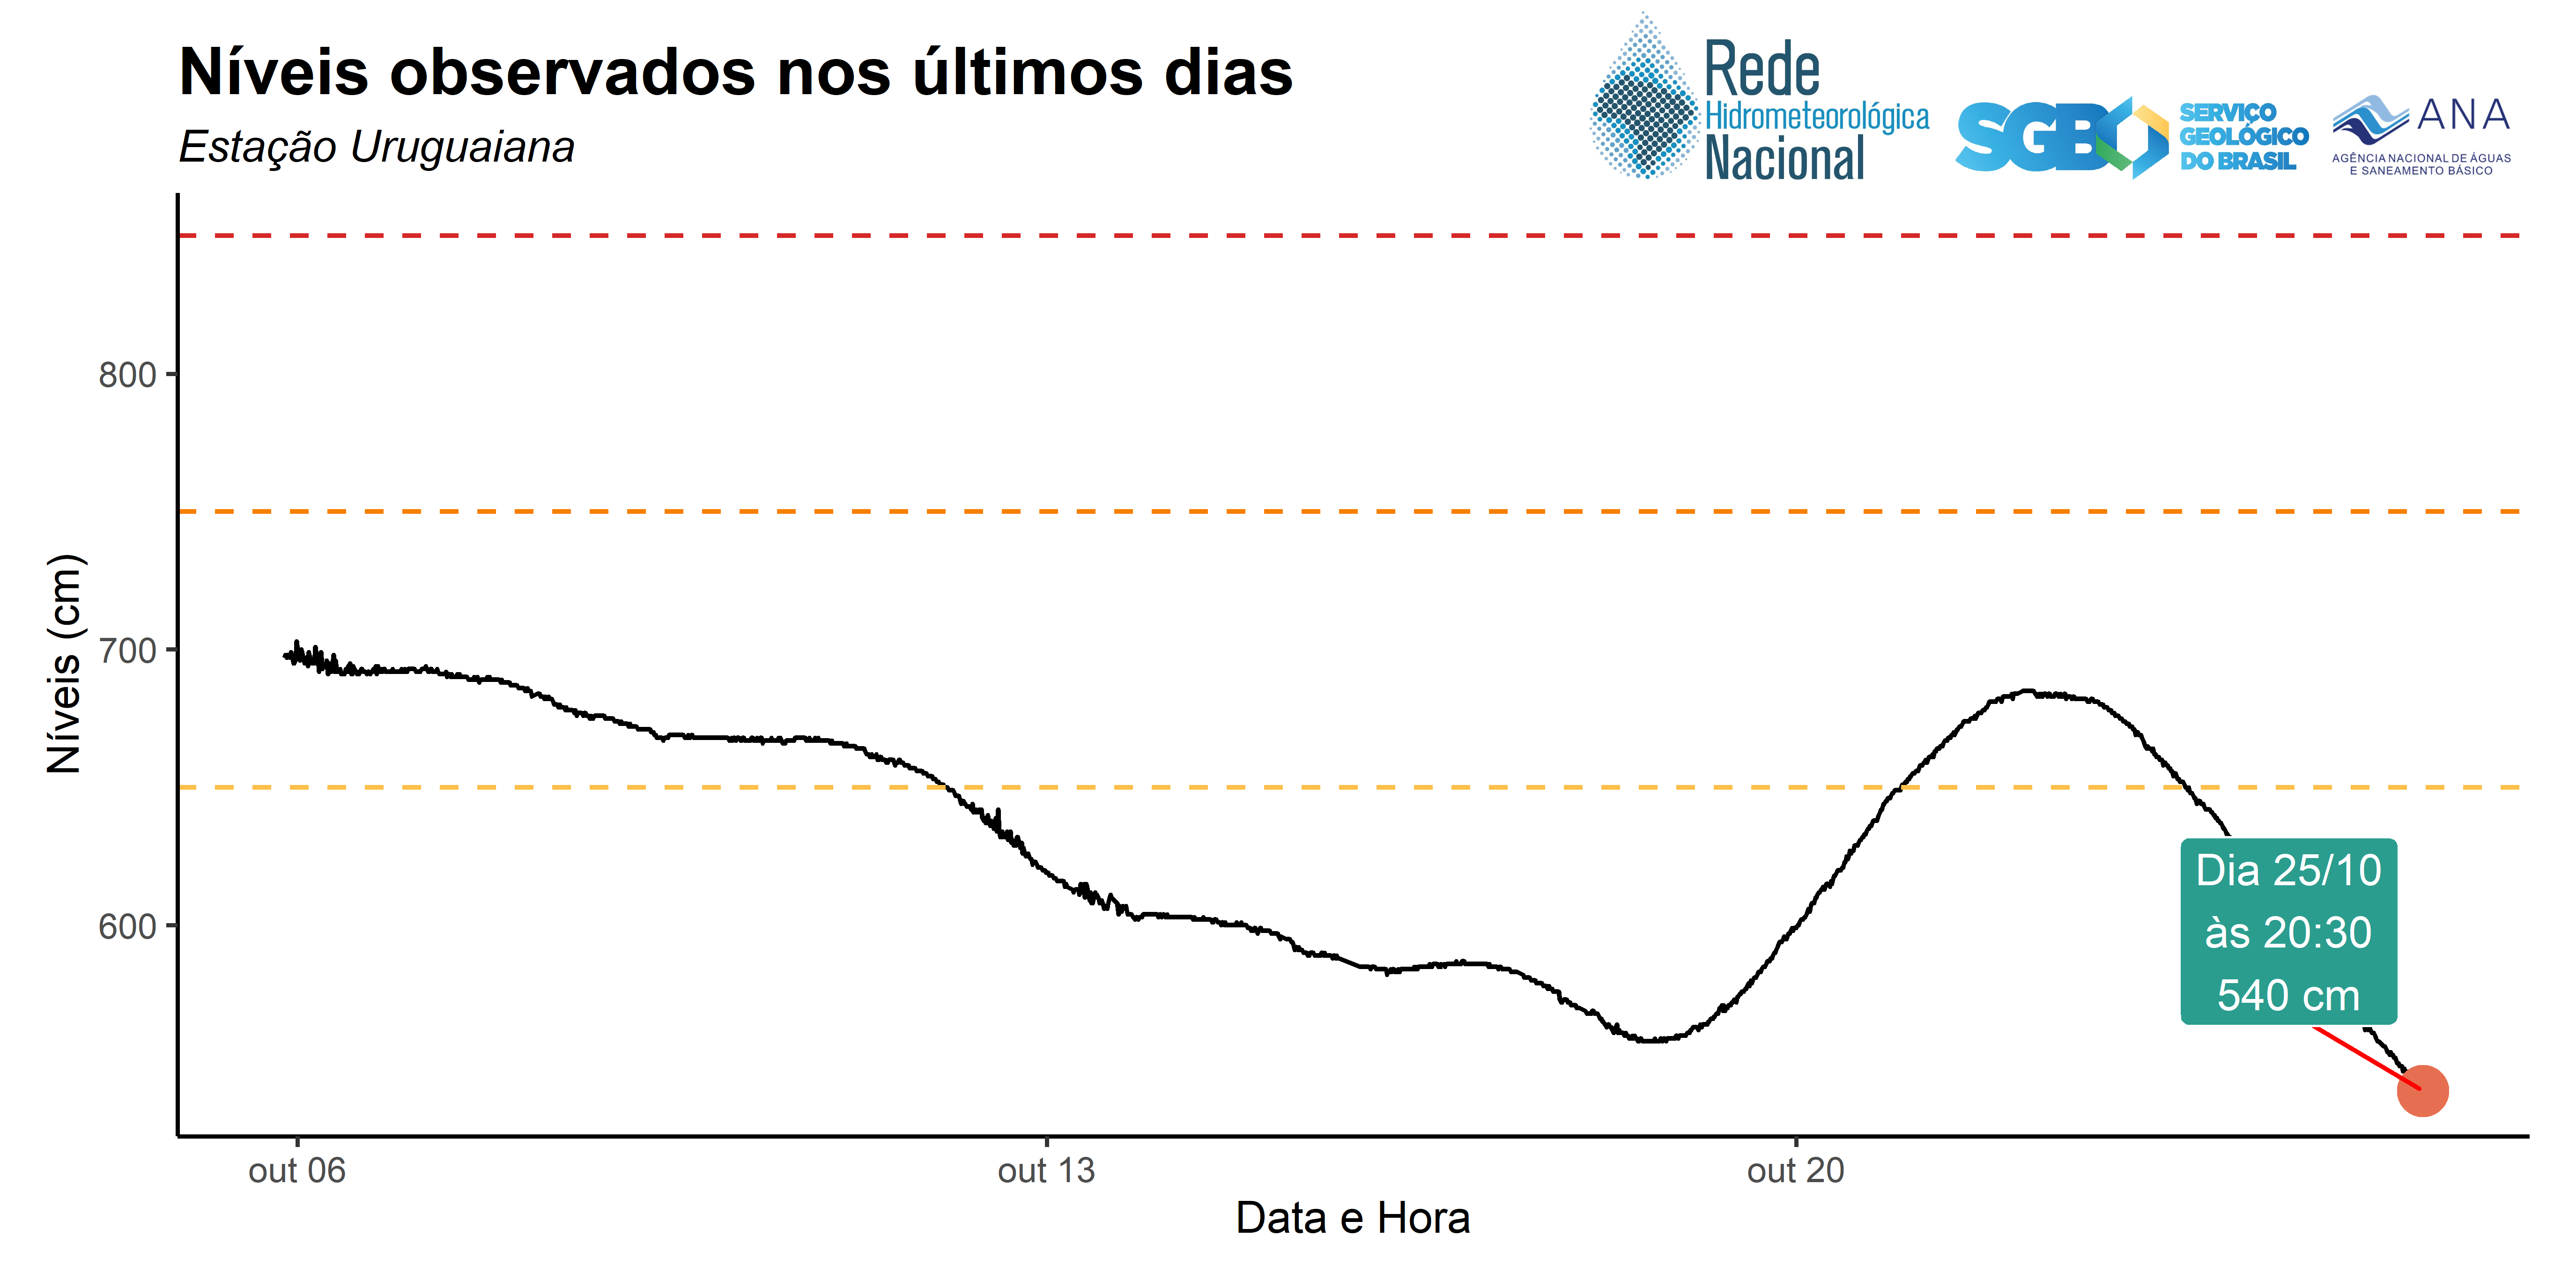 Níveis observados nos últimos dias
Estação Uruguaiana
Rede
Hidrometeorológica
Nacional
SGB
SERVIÇO
GEOLÓGICO
DO BRASIL
ANA
AGÊNCIA NACIONAL DE ÁGUAS
E SANEAMENTO BÁSICO
Níveis (cm)
800
700
600
Dia 25/10
às 20:30
540 cm
out 06
out 13
out 20
Data e Hora